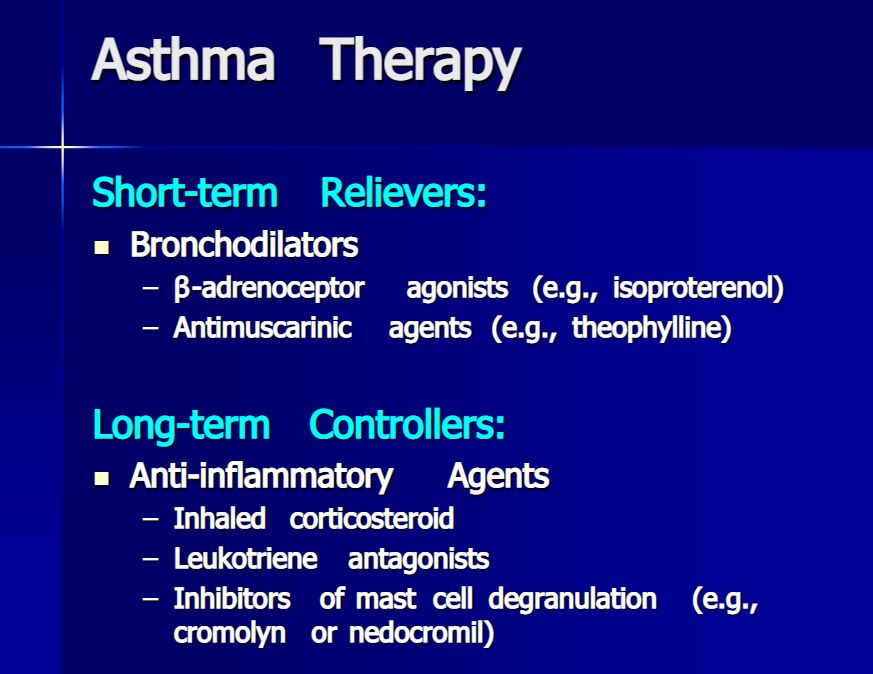 Asthma Therapy
Short-term Relievers:
Bronchodilators
– β-adrenoceptor agonists (e.g., isoproterenol)
– Antimuscarinic agents (e.g., theophylline)
Long-term Controllers:
Anti-inflammatory Agents
– Inhaled corticosteroid
– Leukotriene antagonists
– Inhibitors of mast cell degranulation (e.g.,
cromolyn or nedocromil)